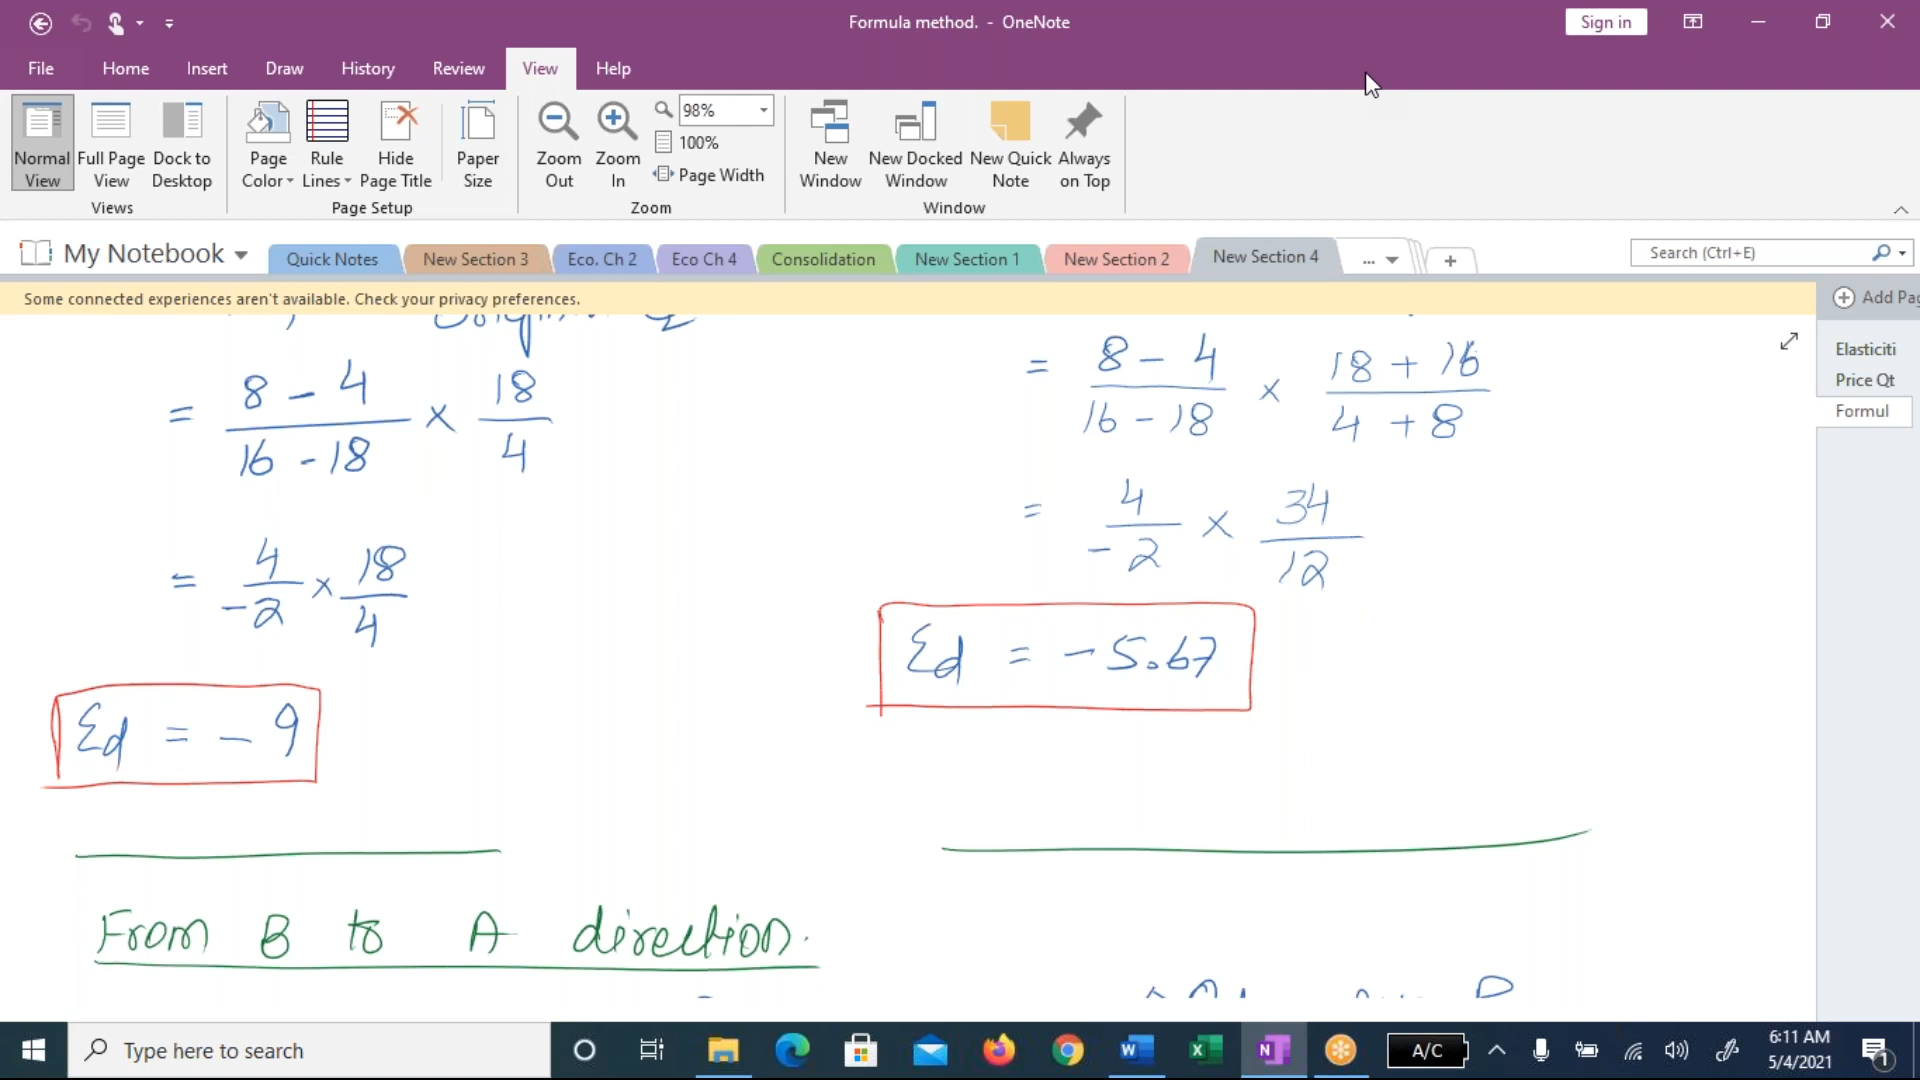 Formula method. - OneNote
Sign in
File Home Insert Draw History Review View Help
Normal View
Full Page View
Dock to Desktop
Views
Page Color
Rule Lines
Hide Page Title
Paper Size
Page Setup
Zoom Out
Zoom In
98%
100%
Page Width
Zoom
New Window
New Docked Window
New Quick Note
Always on Top
Window
My Notebook
Quick Notes
New Section 3
Eco. Ch 2
Eco Ch 4
Consolidation
New Section 1
New Section 2
New Section 4
...
Search (Ctrl+E)
Some connected experiences aren't available. Check your privacy preferences.
Add Pag
Elasticiti
Price Qt
Formul
= 8 - 4 / 16 - 18 × 18 / 4
= 4 / -2 × 18 / 4
Ed = - 9
= 8 - 4 / 16 - 18 × 18 + 16 / 4 + 8
= 4 / -2 × 34 / 12
Ed = - 5.67
From B to A direction.
Type here to search
A/C
6:11 AM
5/4/2021
1